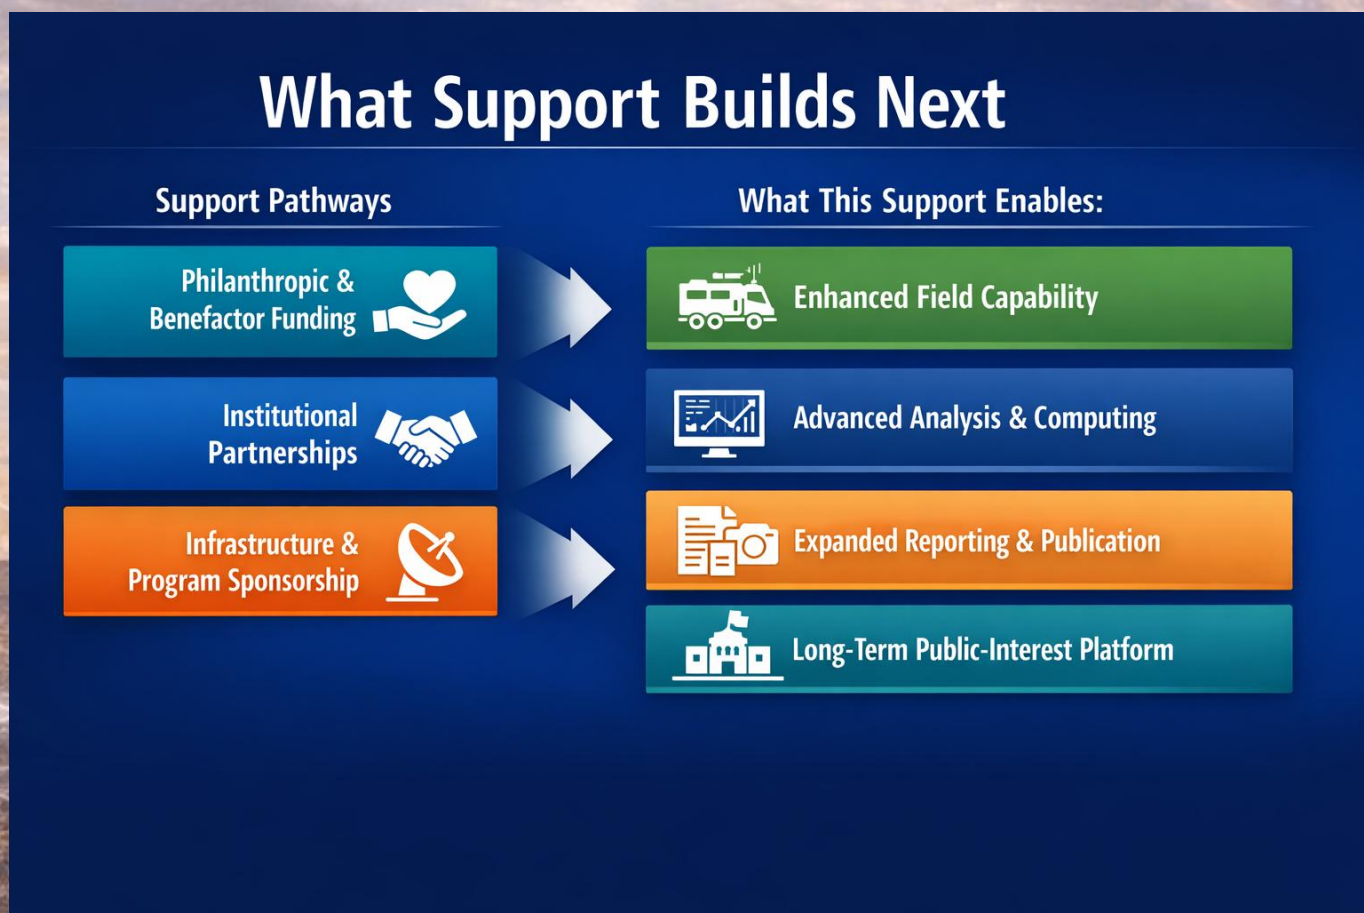 What Support Builds Next
Support Pathways
Philanthropic &
Benefactor Funding
Institutional
Partnerships
Infrastructure &
Program Sponsorship
What This Support Enables:
Enhanced Field Capability
Advanced Analysis & Computing
Expanded Reporting & Publication
Long-Term Public-Interest Platform